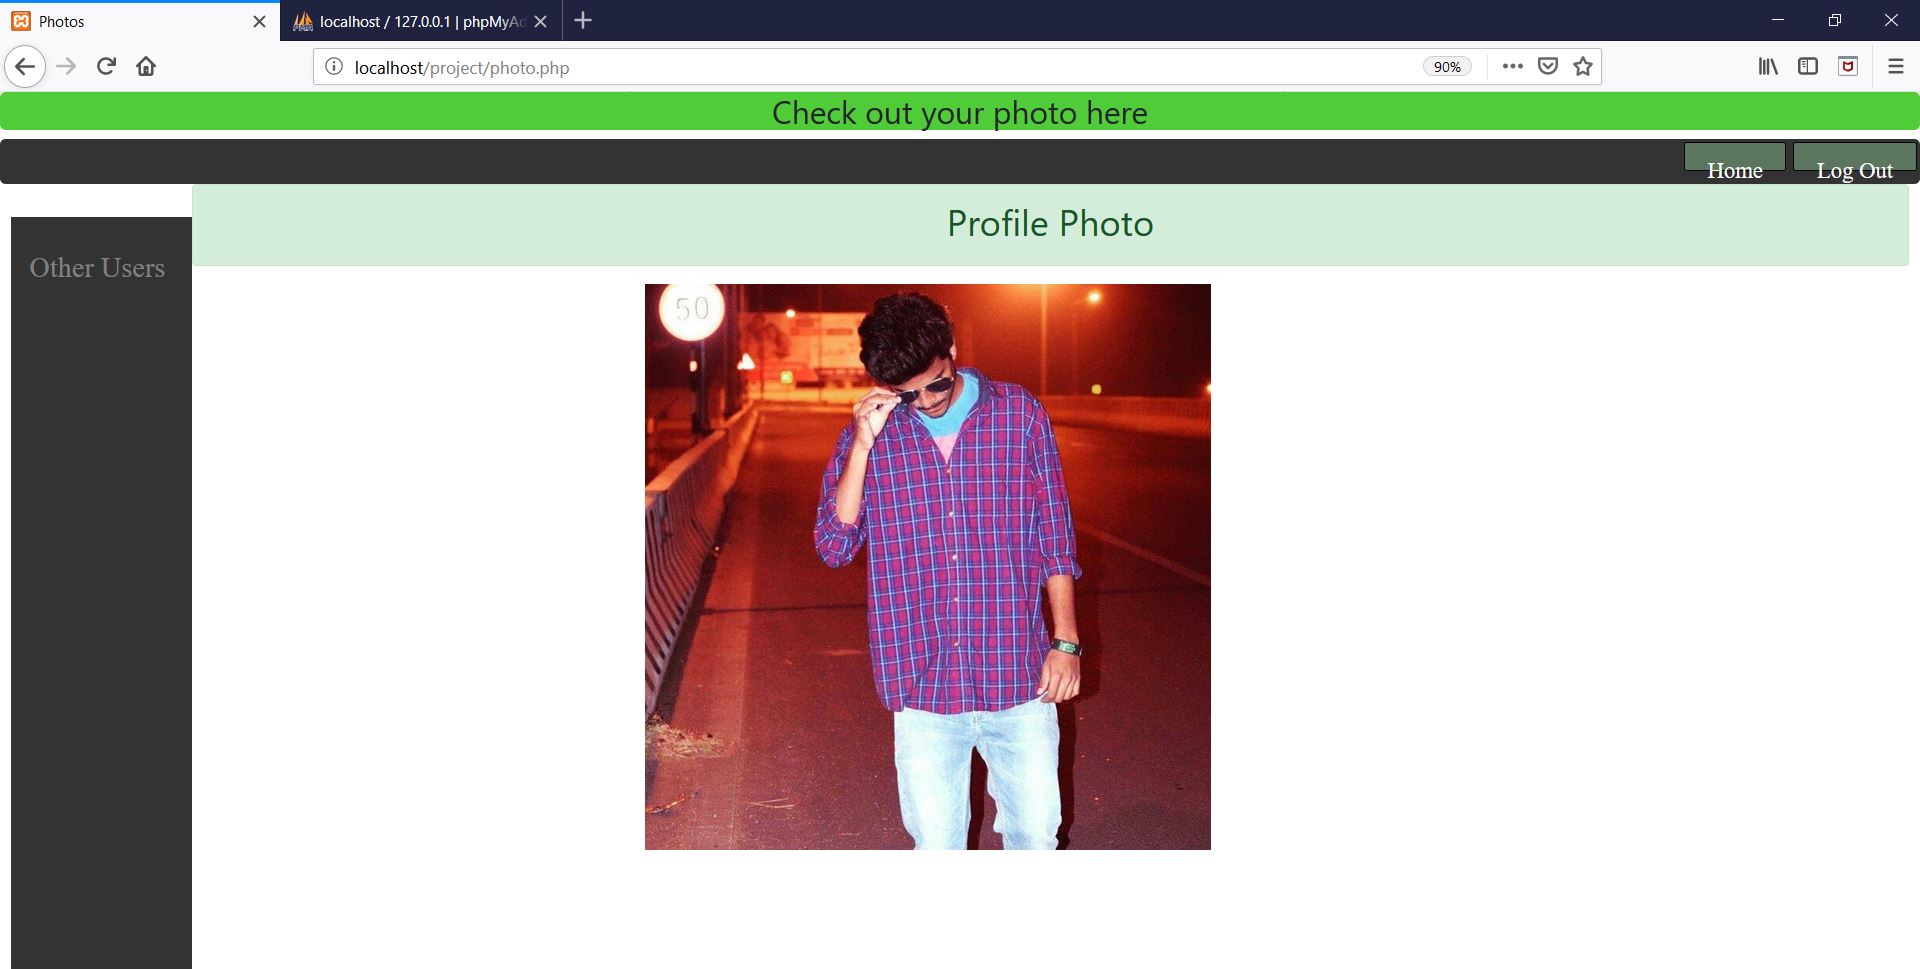 Photos
localhost / 127.0.0.1 | phpMyAd
localhost/project/photo.php
90%
Check out your photo here
Home
Log Out
Profile Photo
Other Users
50